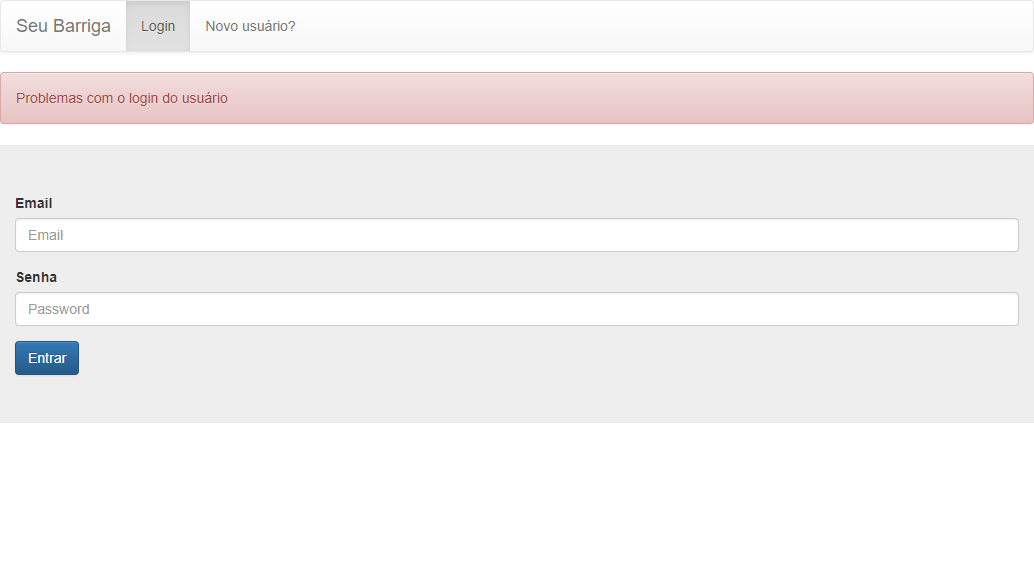 Seu Barriga Login Novo usuário?
Problemas com o login do usuário
Email
Email
Senha
Password
Entrar